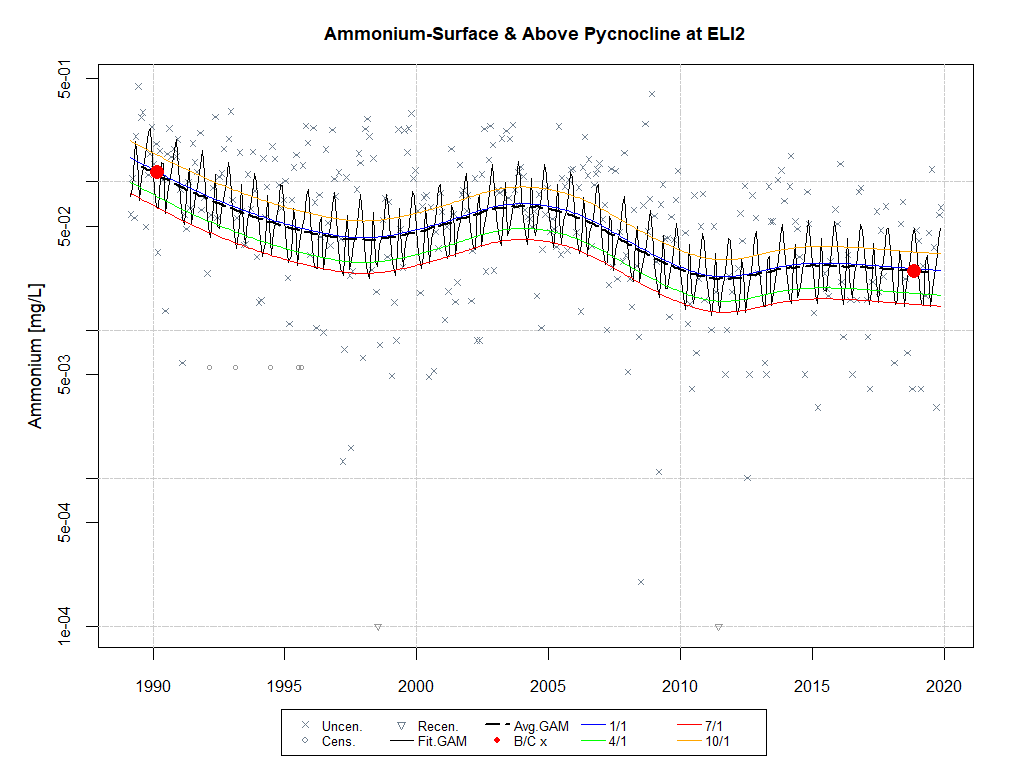 Ammonium-Surface & Above Pycnocline at ELI2
Ammonium [mg/L]
5e-01
5e-02
5e-03
5e-04
1e-04
1990 1995 2000 2005 2010 2015 2020
Uncen. Recen. Avg.GAM 1/1 7/1
Cens. Fit.GAM B/C x 4/1 10/1